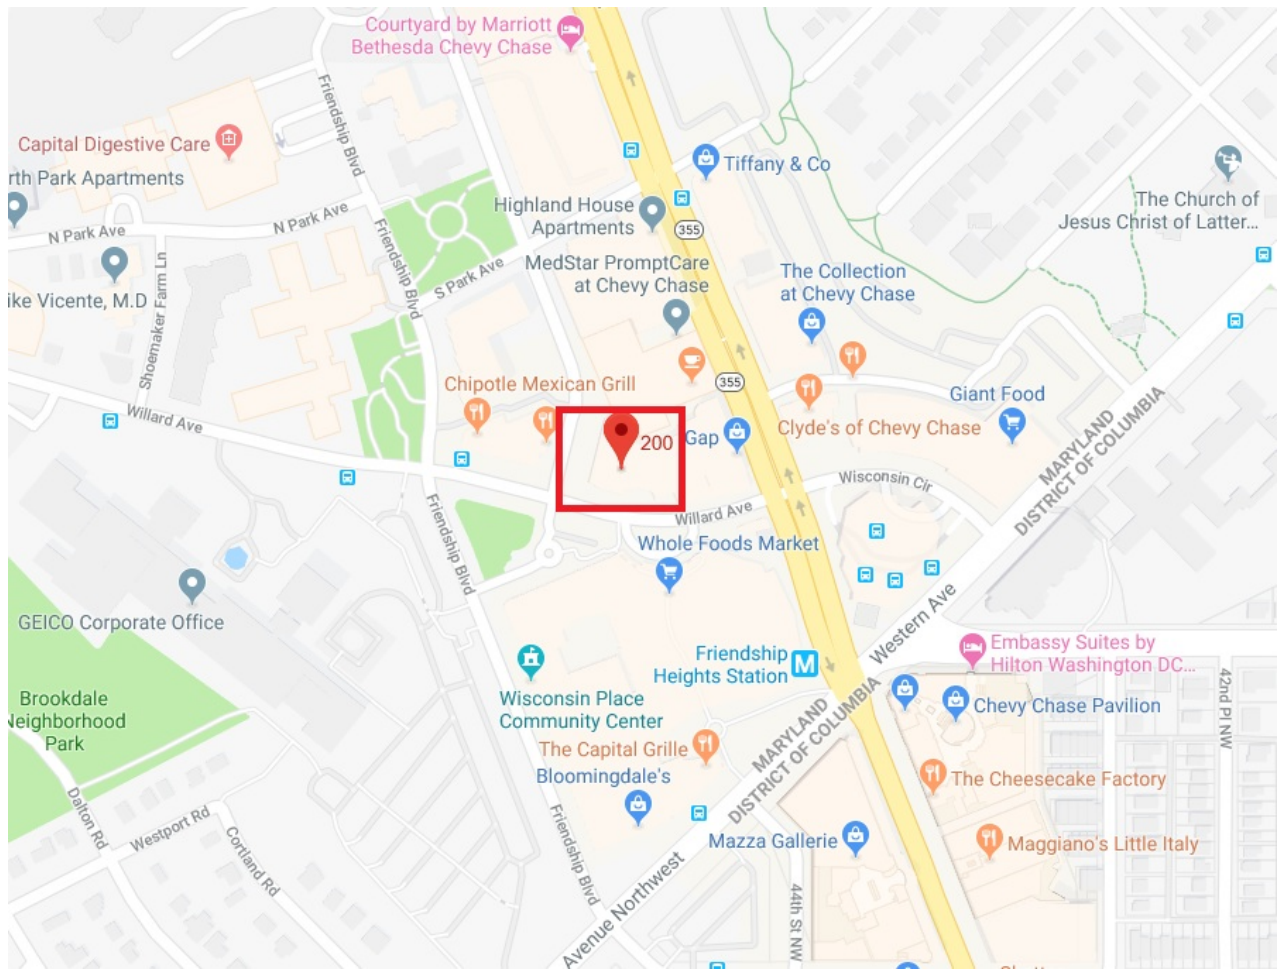 Courtyard by Marriott
Bethesda Chevy Chase
Friendship Blvd
Capital Digestive Care
Tiffany & Co
rth Park Apartments
The Church of
Jesus Christ of Latter...
Highland House
Apartments
355
N Park Ave
N Park Ave
Friendship Blvd
MedStar PromptCare
at Chevy Chase
The Collection
at Chevy Chase
S Park Ave
ike Vicente, M.D
Shoemaker Farm Ln
355
Chipotle Mexican Grill
Giant Food
Willard Ave
Gap
200
Clyde's of Chevy Chase
MARYLAND
DISTRICT OF COLUMBIA
Wisconsin Cir
Willard Ave
Friendship Blvd
Whole Foods Market
GEICO Corporate Office
Western Ave
Friendship
Heights Station
M
Embassy Suites by
Hilton Washington DC...
Brookdale
Neighborhood
Park
Wisconsin Place
Community Center
MARYLAND
DISTRICT OF COLUMBIA
Chevy Chase Pavilion
42nd Pl NW
The Capital Grille
Bloomingdale's
The Cheesecake Factory
Dalton Rd
Westport Rd
Cortland Rd
Friendship Blvd
Mazza Gallerie
Maggiano's Little Italy
Avenue Northwest
44th St NW